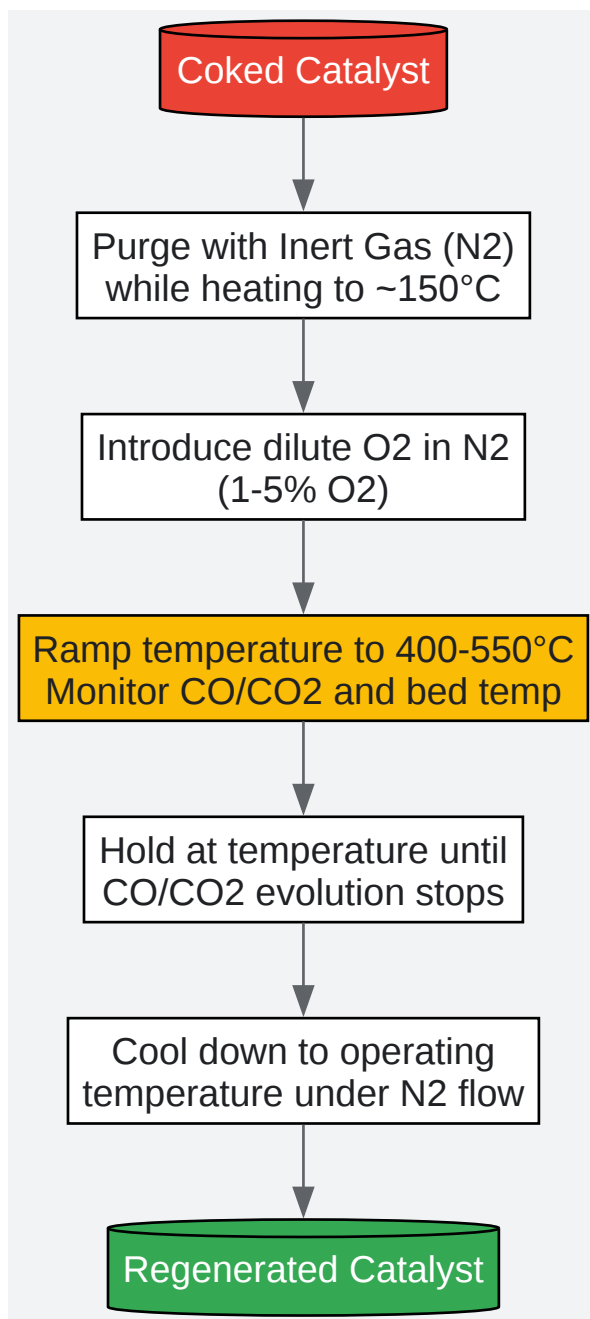 Coked Catalyst
Purge with Inert Gas (N2)
while heating to ~150°C
Introduce dilute O2 in N2
(1-5% O2)
Ramp temperature to 400-550°C
Monitor CO/CO2 and bed temp
Hold at temperature until
CO/CO2 evolution stops
Cool down to operating
temperature under N2 flow
Regenerated Catalyst